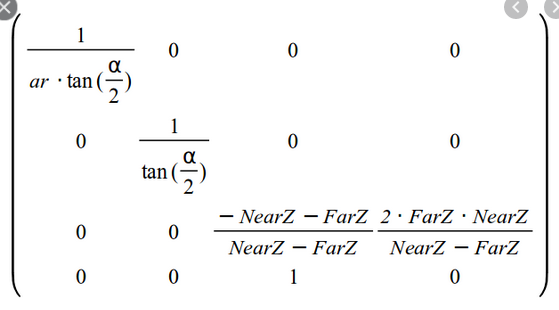 1 / (ar · tan(α/2)) 0 0 0
0 1 / tan(α/2) 0 0
0 0 (− NearZ − FarZ) / (NearZ − FarZ) (2 · FarZ · NearZ) / (NearZ − FarZ)
0 0 1 0